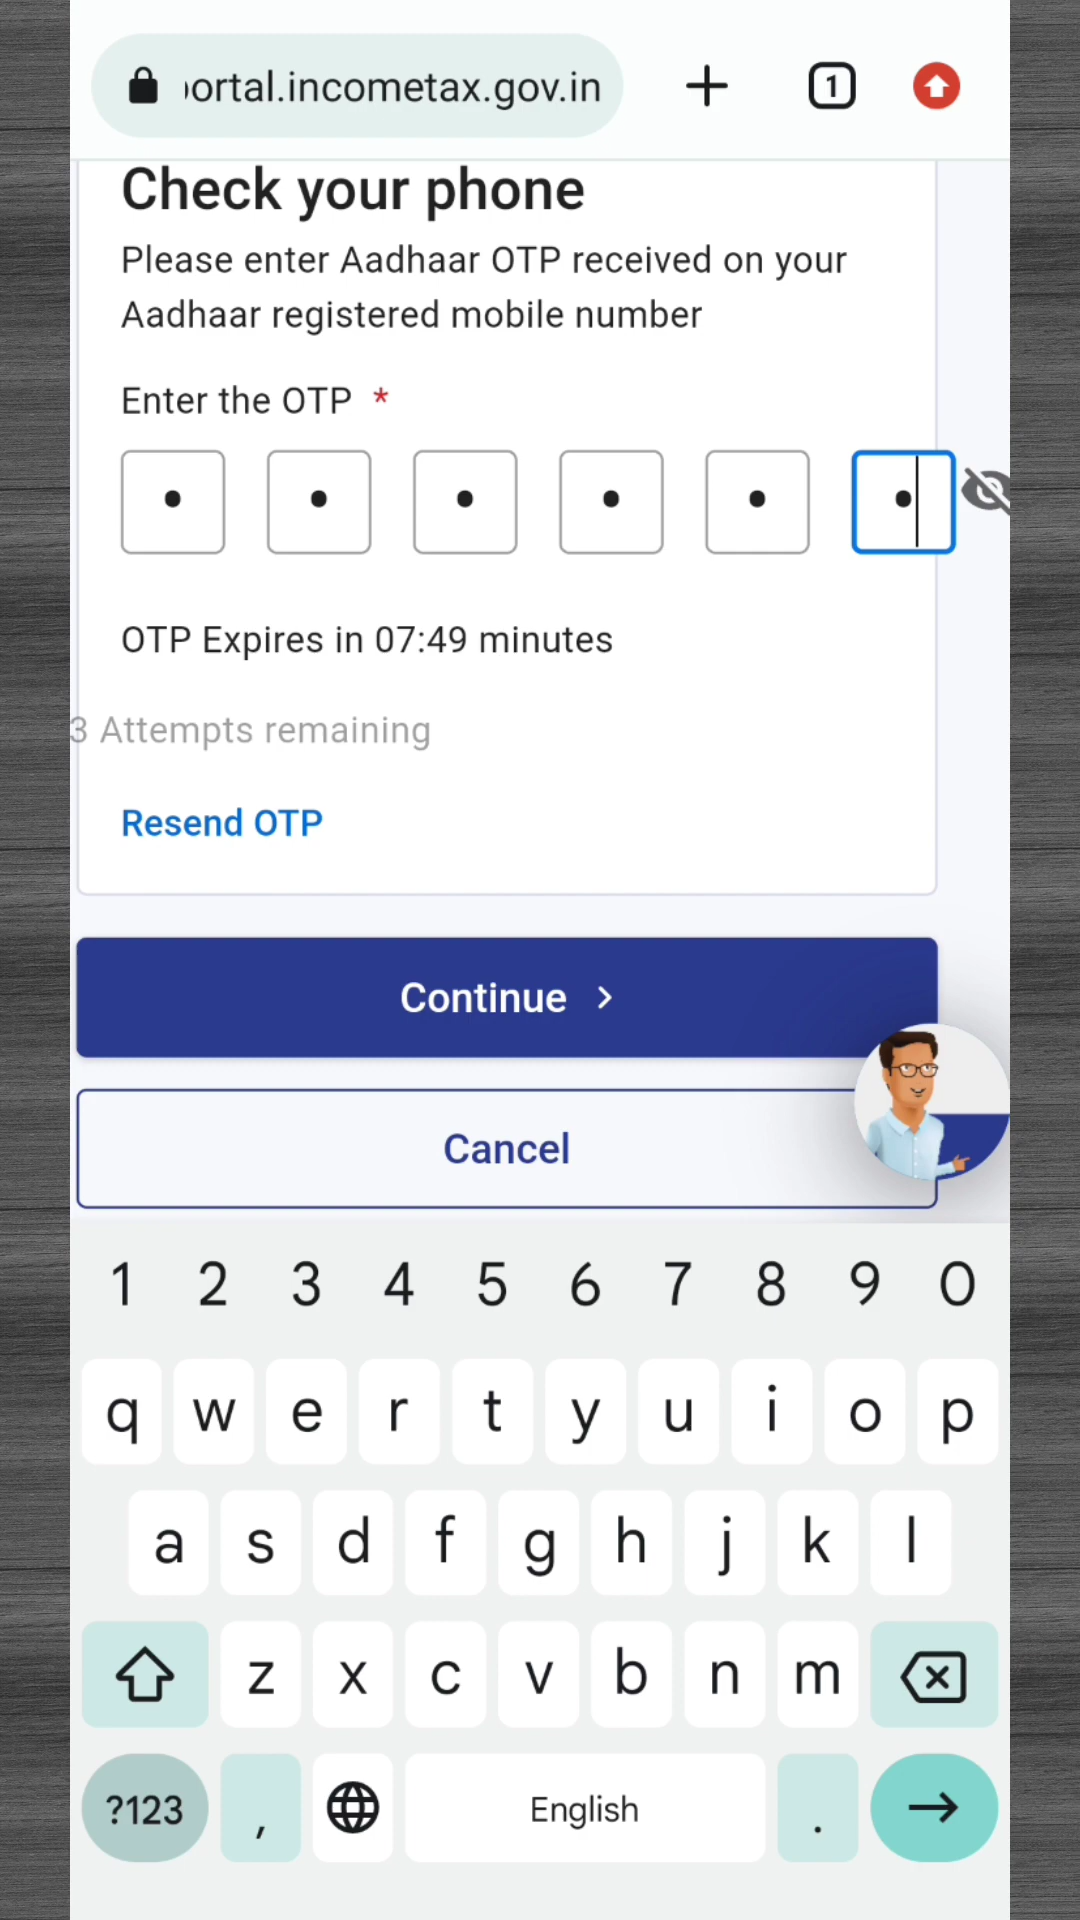 ortal.incometax.gov.in
1
Check your phone
Please enter Aadhaar OTP received on your
Aadhaar registered mobile number
Enter the OTP *
OTP Expires in 07:49 minutes
3 Attempts remaining
Resend OTP
Continue >
Cancel
1 2 3 4 5 6 7 8 9 0
q w e r t y u i o p
a s d f g h j k l
z x c v b n m
?123 , English .